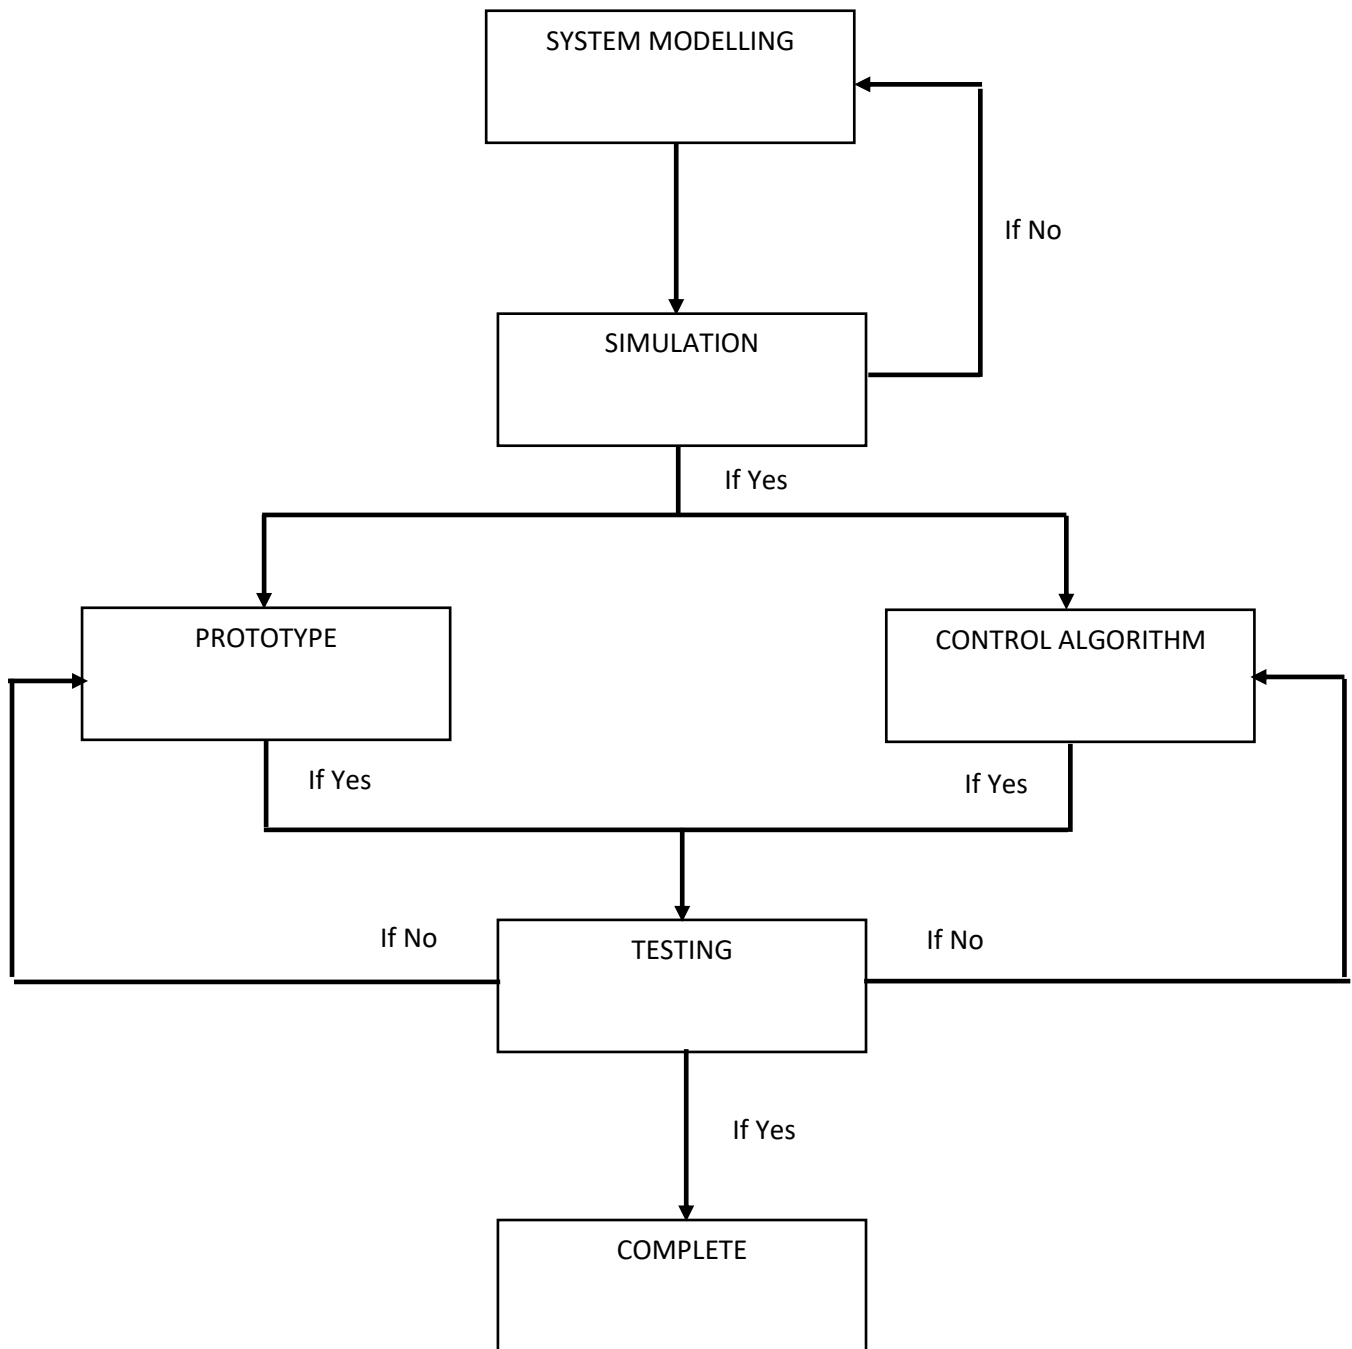 SYSTEM MODELLING
If No
SIMULATION
If Yes
PROTOTYPE
CONTROL ALGORITHM
If Yes
If Yes
If No
TESTING
If No
If Yes
COMPLETE